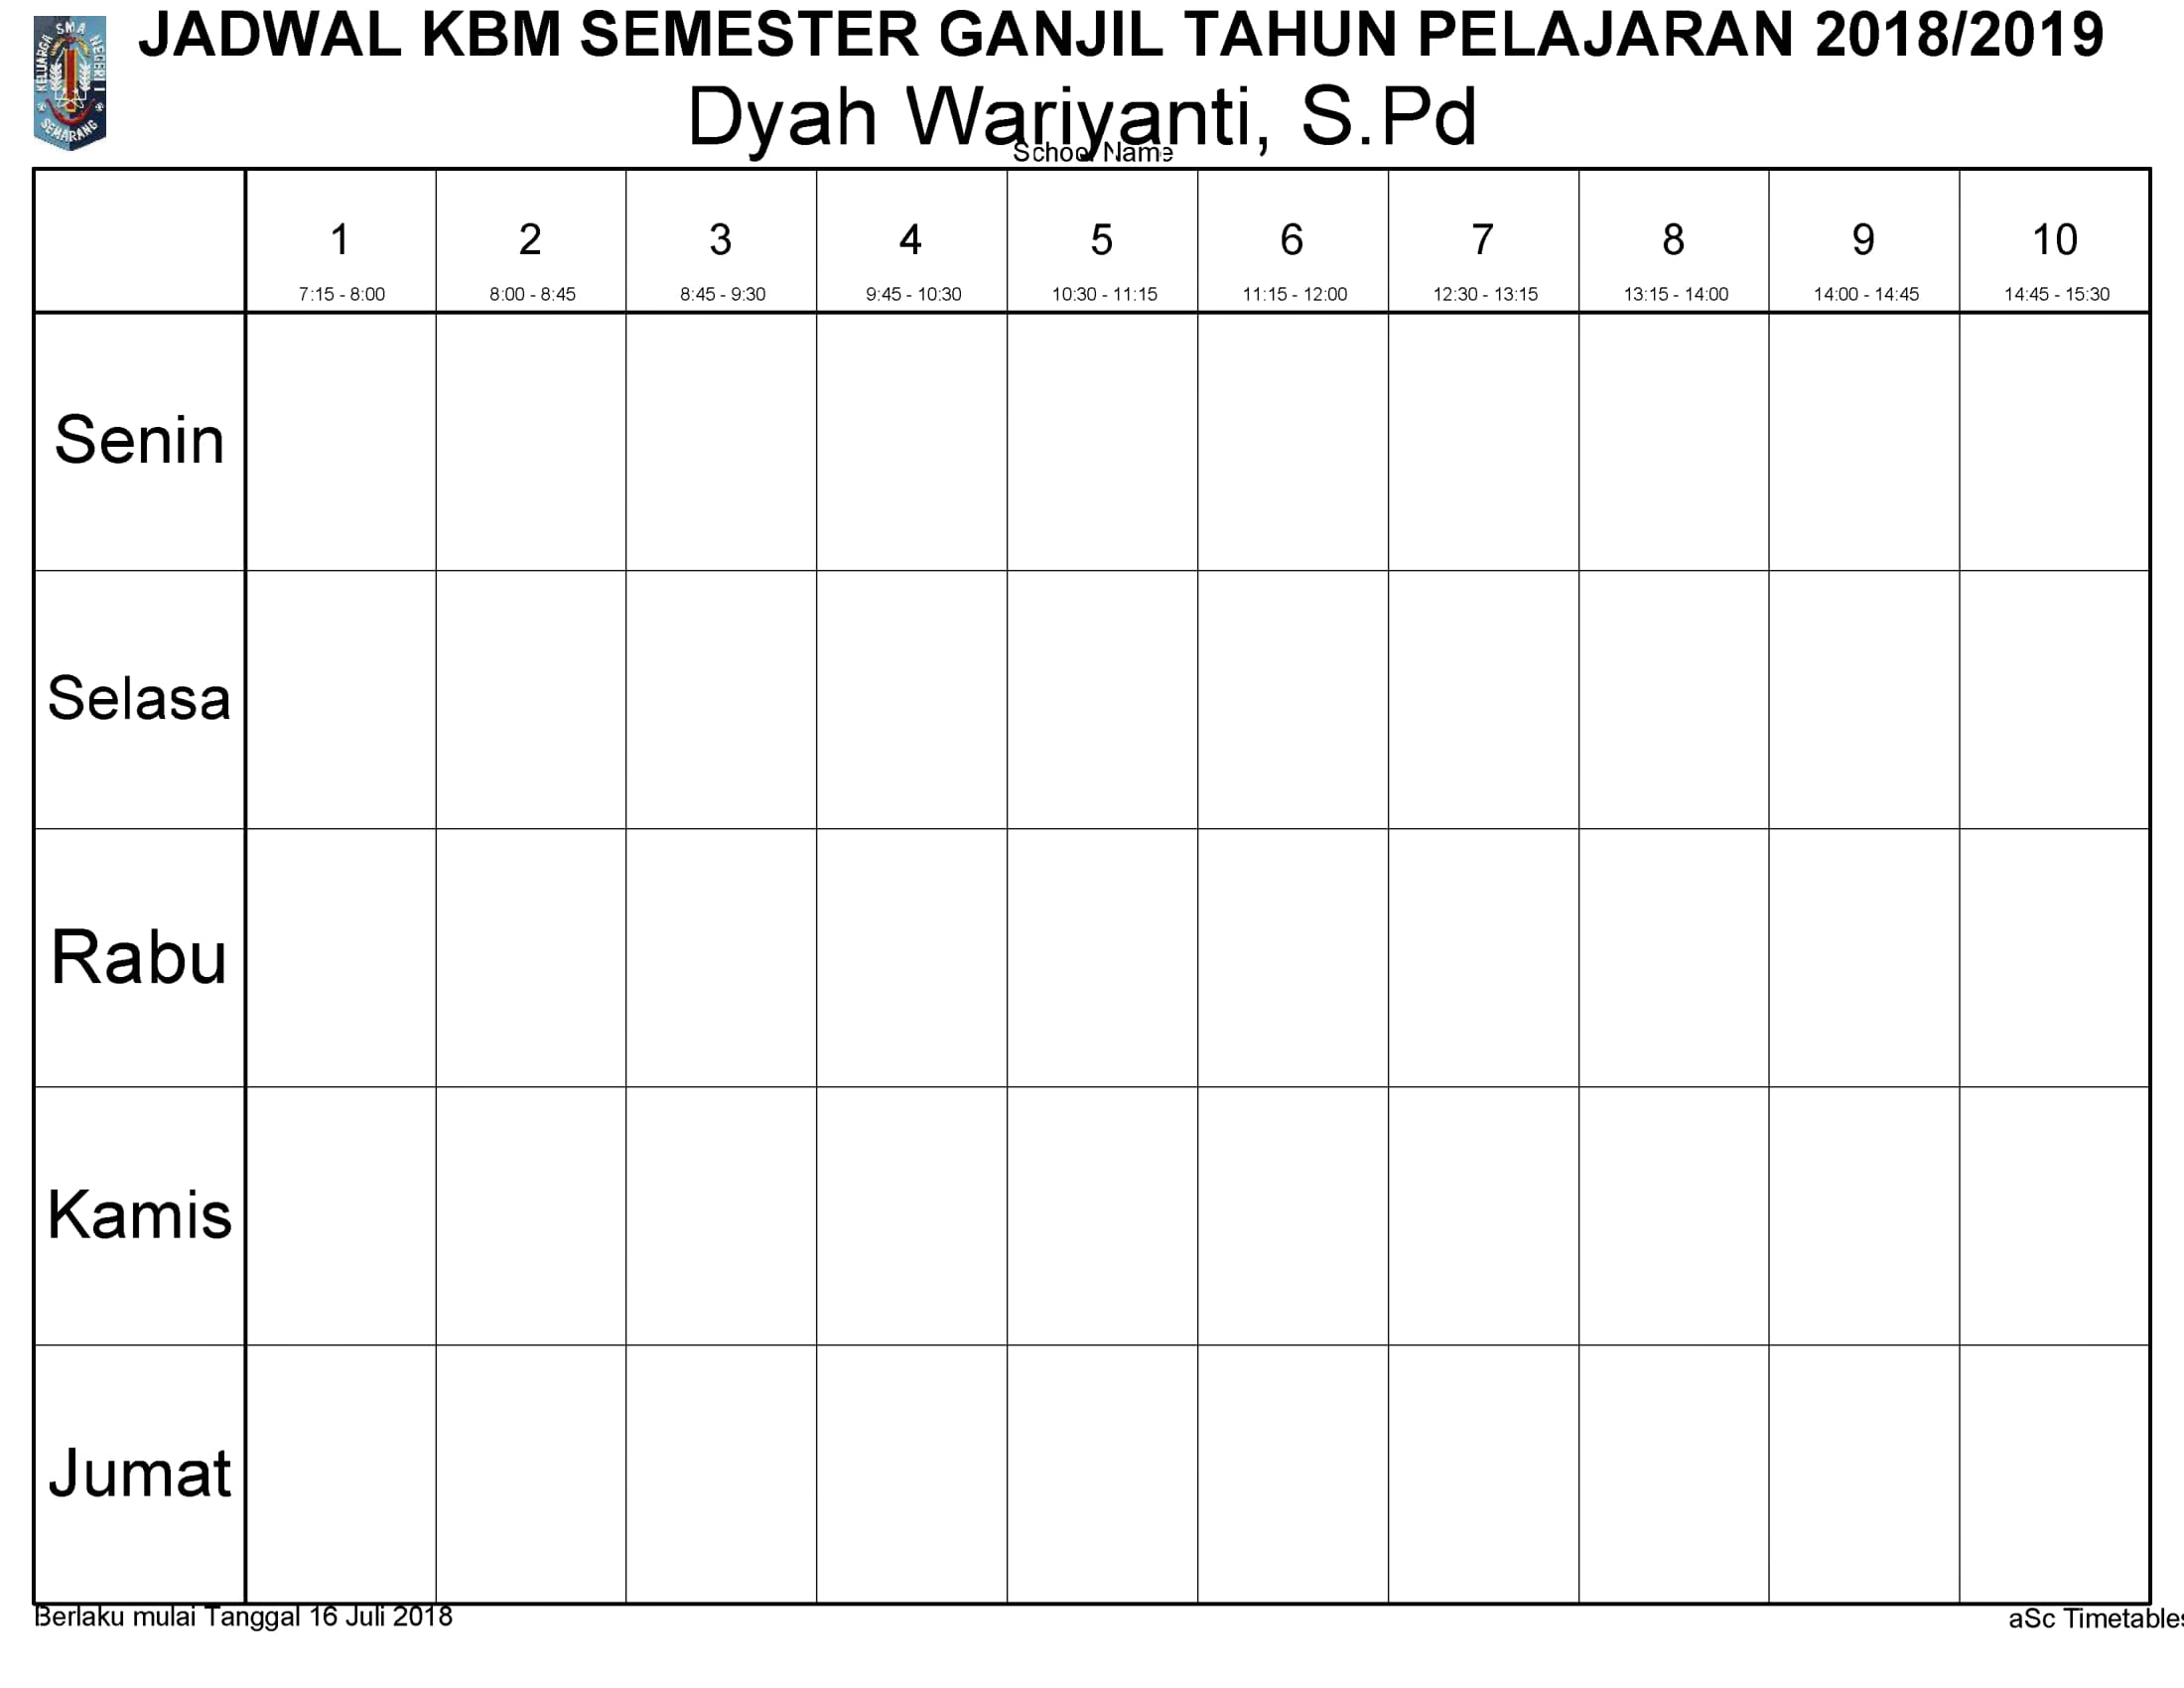 KELUARGA SMA NEGERI 1
SEMARANG
JADWAL KBM SEMESTER GANJIL TAHUN PELAJARAN 2018/2019
Dyah Wariyanti, S.Pd
School Name
1 2 3 4 5 6 7 8 9 10
7:15 - 8:00 8:00 - 8:45 8:45 - 9:30 9:45 - 10:30 10:30 - 11:15 11:15 - 12:00 12:30 - 13:15 13:15 - 14:00 14:00 - 14:45 14:45 - 15:30
Senin
Selasa
Rabu
Kamis
Jumat
Berlaku mulai Tanggal 16 Juli 2018
aSc Timetables